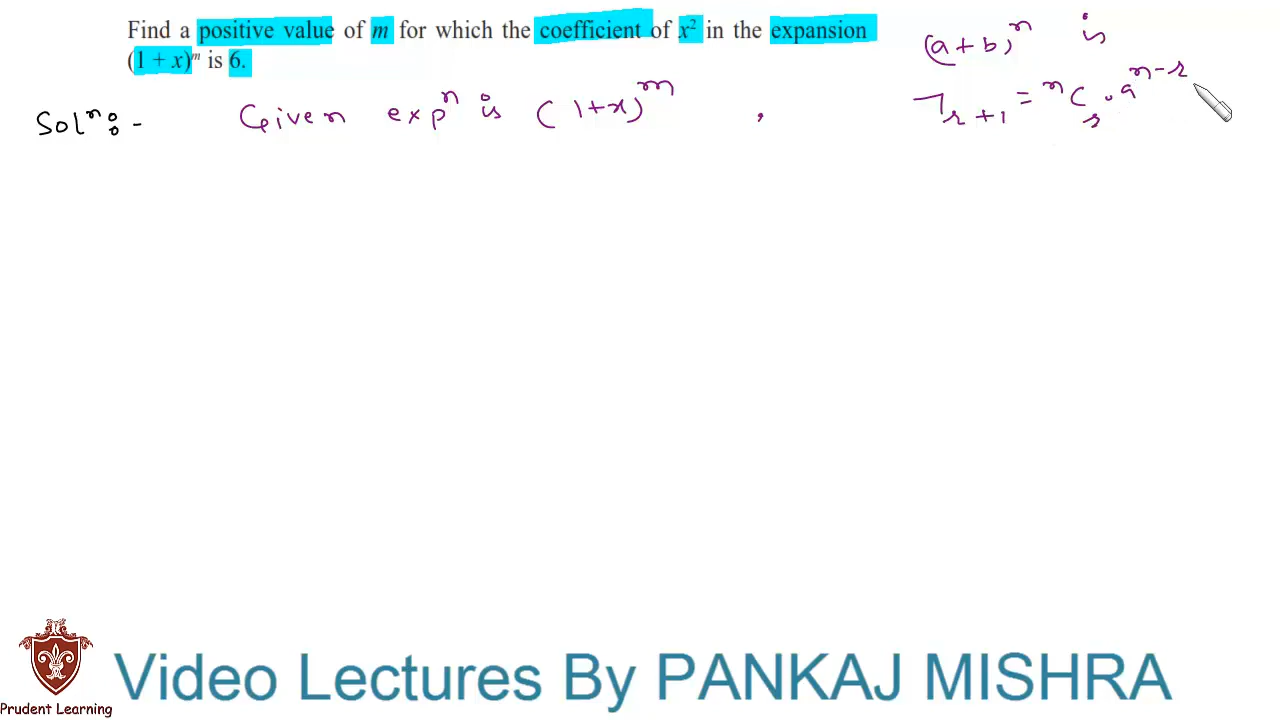 Find a positive value of m for which the coefficient of x² in the expansion
(1 + x)ᵐ is 6.
(a+b)ⁿ is
Tᵣ₊₁ = ⁿCᵣ . aⁿ⁻ʳ
Solⁿ :- Given expⁿ is (1+x)ᵐ ,
Video Lectures By PANKAJ MISHRA
Prudent Learning